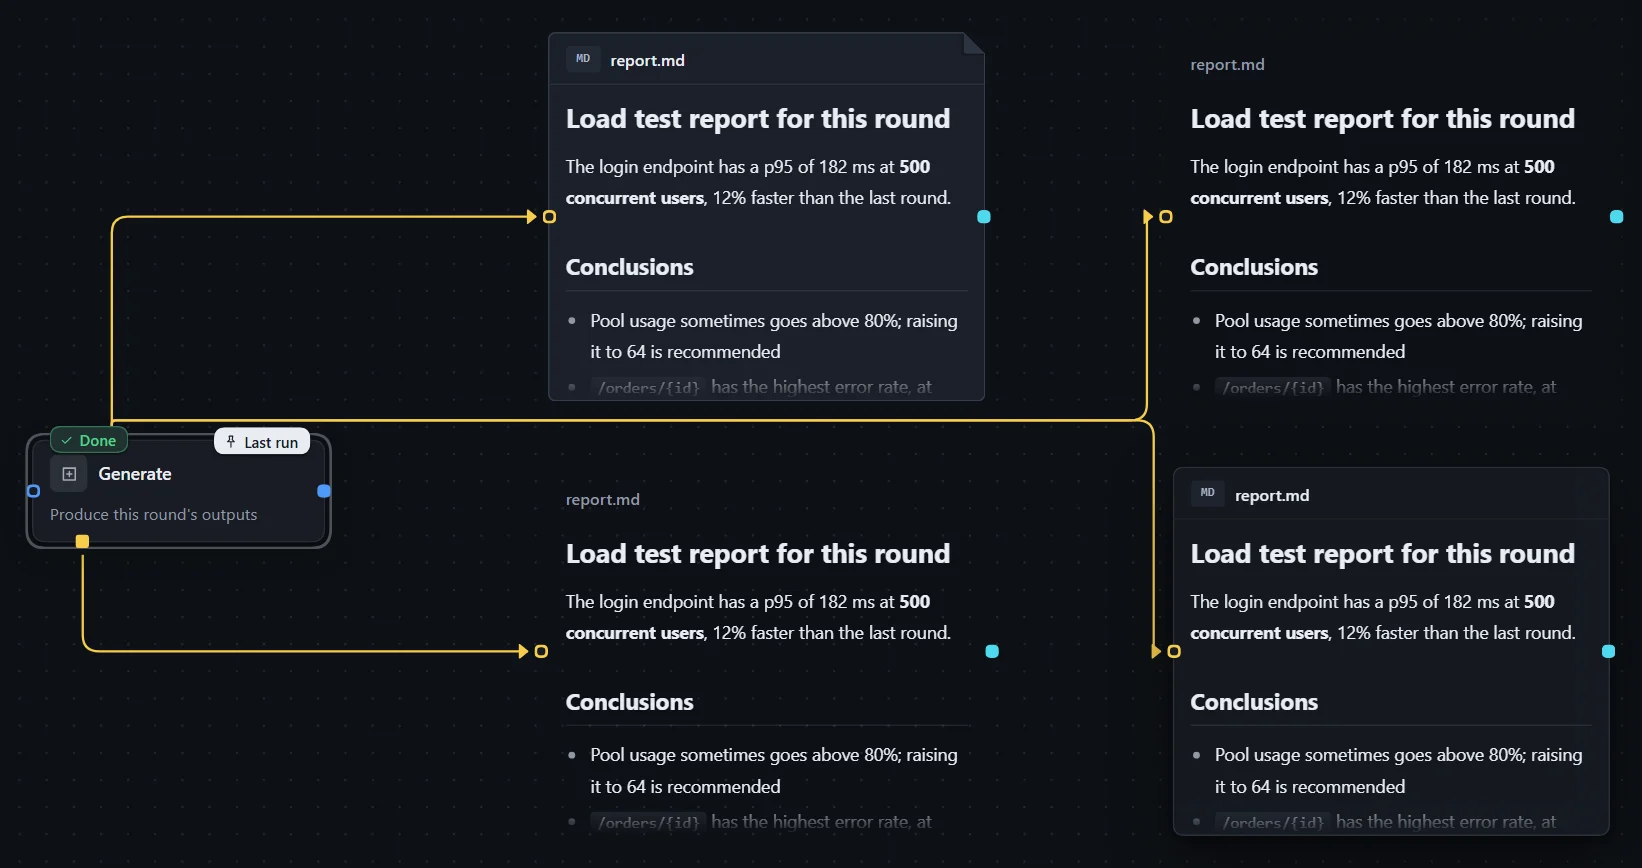 MD report.md
Load test report for this round
The login endpoint has a p95 of 182 ms at 500
concurrent users, 12% faster than the last round.
Conclusions
Pool usage sometimes goes above 80%; raising
it to 64 is recommended
/orders/{id} has the highest error rate, at
report.md
Load test report for this round
The login endpoint has a p95 of 182 ms at 500
concurrent users, 12% faster than the last round.
Conclusions
Pool usage sometimes goes above 80%; raising
it to 64 is recommended
/orders/{id} has the highest error rate, at
Done
Last run
Generate
Produce this round's outputs
report.md
Load test report for this round
The login endpoint has a p95 of 182 ms at 500
concurrent users, 12% faster than the last round.
Conclusions
Pool usage sometimes goes above 80%; raising
it to 64 is recommended
/orders/{id} has the highest error rate, at
MD report.md
Load test report for this round
The login endpoint has a p95 of 182 ms at 500
concurrent users, 12% faster than the last round.
Conclusions
Pool usage sometimes goes above 80%; raising
it to 64 is recommended
/orders/{id} has the highest error rate, at